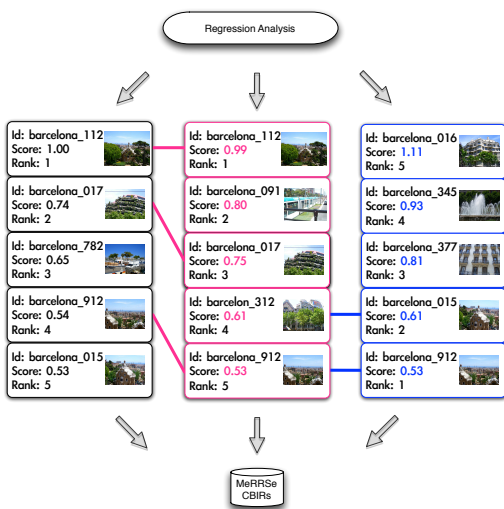 Regression Analysis
Id: barcelona_112
Score: 1.00
Rank: 1
Id: barcelona_017
Score: 0.74
Rank: 2
Id: barcelona_782
Score: 0.65
Rank: 3
Id: barcelona_912
Score: 0.54
Rank: 4
Id: barcelona_015
Score: 0.53
Rank: 5
Id: barcelona_112
Score: 0.99
Rank: 1
Id: barcelona_091
Score: 0.80
Rank: 2
Id: barcelona_017
Score: 0.75
Rank: 3
Id: barcelon_312
Score: 0.61
Rank: 4
Id: barcelona_912
Score: 0.53
Rank: 5
Id: barcelona_016
Score: 1.11
Rank: 5
Id: barcelona_345
Score: 0.93
Rank: 4
Id: barcelona_377
Score: 0.81
Rank: 3
Id: barcelona_015
Score: 0.61
Rank: 2
Id: barcelona_912
Score: 0.53
Rank: 1
MeRRSe
CBIRs